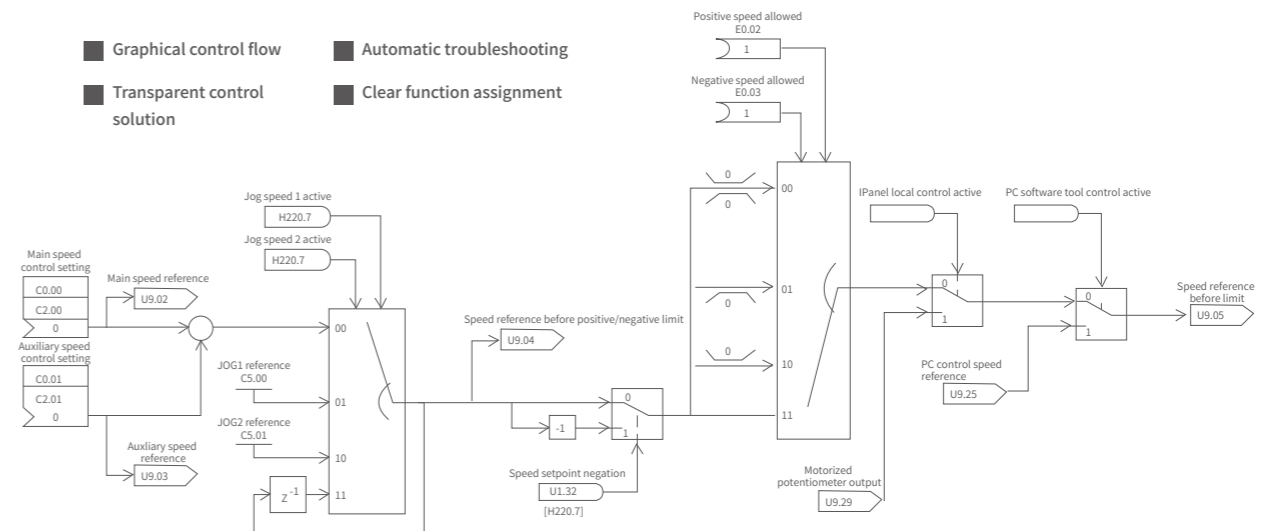 Graphical control flow
Automatic troubleshooting
Transparent control
solution
Clear function assignment
Positive speed allowed
E0.02
1
Negative speed allowed
E0.03
1
Jog speed 1 active
H220.7
Jog speed 2 active
H220.7
Main speed
control setting
C0.00
C2.00
0
Main speed reference
U9.02
Auxiliary speed
control setting
C0.01
C2.01
0
Auxliary speed
reference
U9.03
JOG1 reference
C5.00
JOG2 reference
C5.01
Z-1
00
01
10
11
Speed reference before positive/negative limit
U9.04
-1
0
1
Speed setpoint negation
U1.32
[H220.7]
0
0
0
0
00
01
10
11
IPanel local control active
0
1
Motorized
potentiometer output
U9.29
PC software tool control active
0
1
PC control speed
reference
U9.25
Speed reference
before limit
U9.05